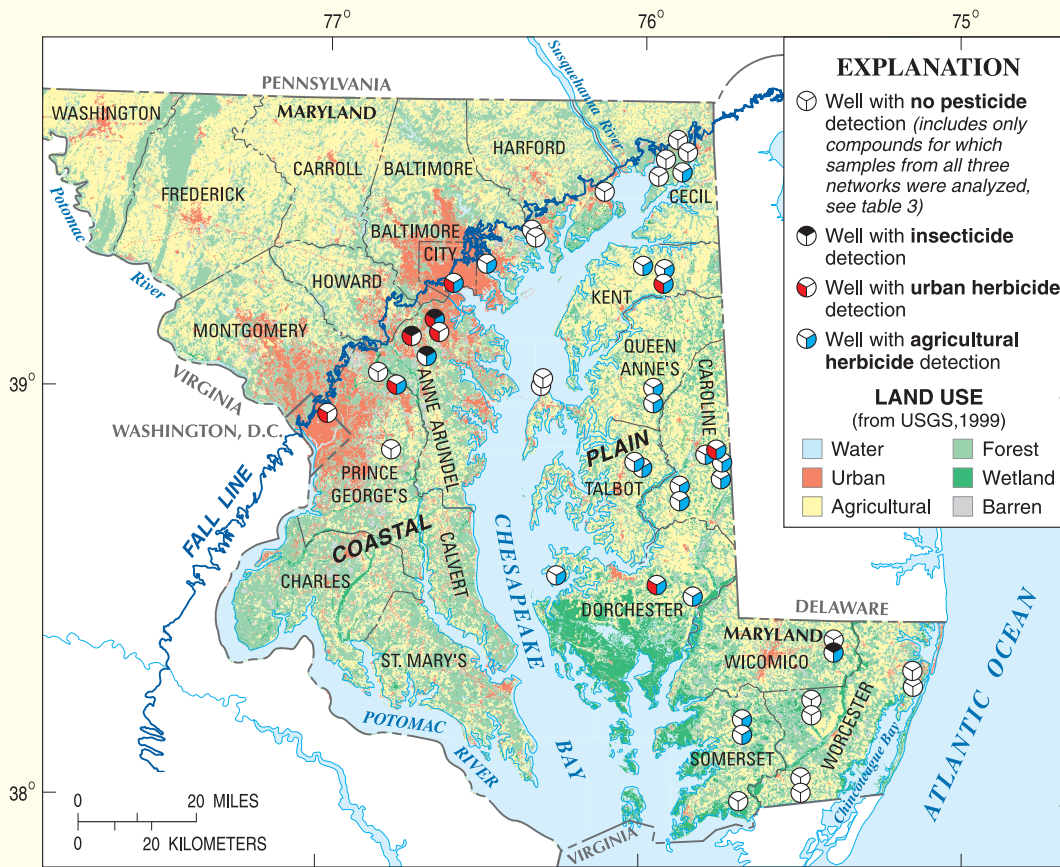 77°
76°
75°
PENNSYLVANIA
MARYLAND
WASHINGTON
FREDERICK
CARROLL
BALTIMORE
HARFORD
Susquehanna River
CECIL
BALTIMORE
CITY
HOWARD
MONTGOMERY
Potomac
River
KENT
QUEEN
ANNE'S
CAROLINE
ANNE ARUNDEL
39°
VIRGINIA
WASHINGTON, D.C.
PRINCE
GEORGE'S
PLAIN
TALBOT
COASTAL
FALL LINE
CHARLES
CALVERT
CHESAPEAKE
BAY
DORCHESTER
ST. MARY'S
POTOMAC
RIVER
DELAWARE
MARYLAND
WICOMICO
WORCESTER
SOMERSET
Chincoteague Bay
ATLANTIC OCEAN
38°
VIRGINIA
0 20 MILES
0 20 KILOMETERS
EXPLANATION
Well with no pesticide
detection (includes only
compounds for which
samples from all three
networks were analyzed,
see table 3)
Well with insecticide
detection
Well with urban herbicide
detection
Well with agricultural
herbicide detection
LAND USE
(from USGS,1999)
Water
Urban
Agricultural
Forest
Wetland
Barren